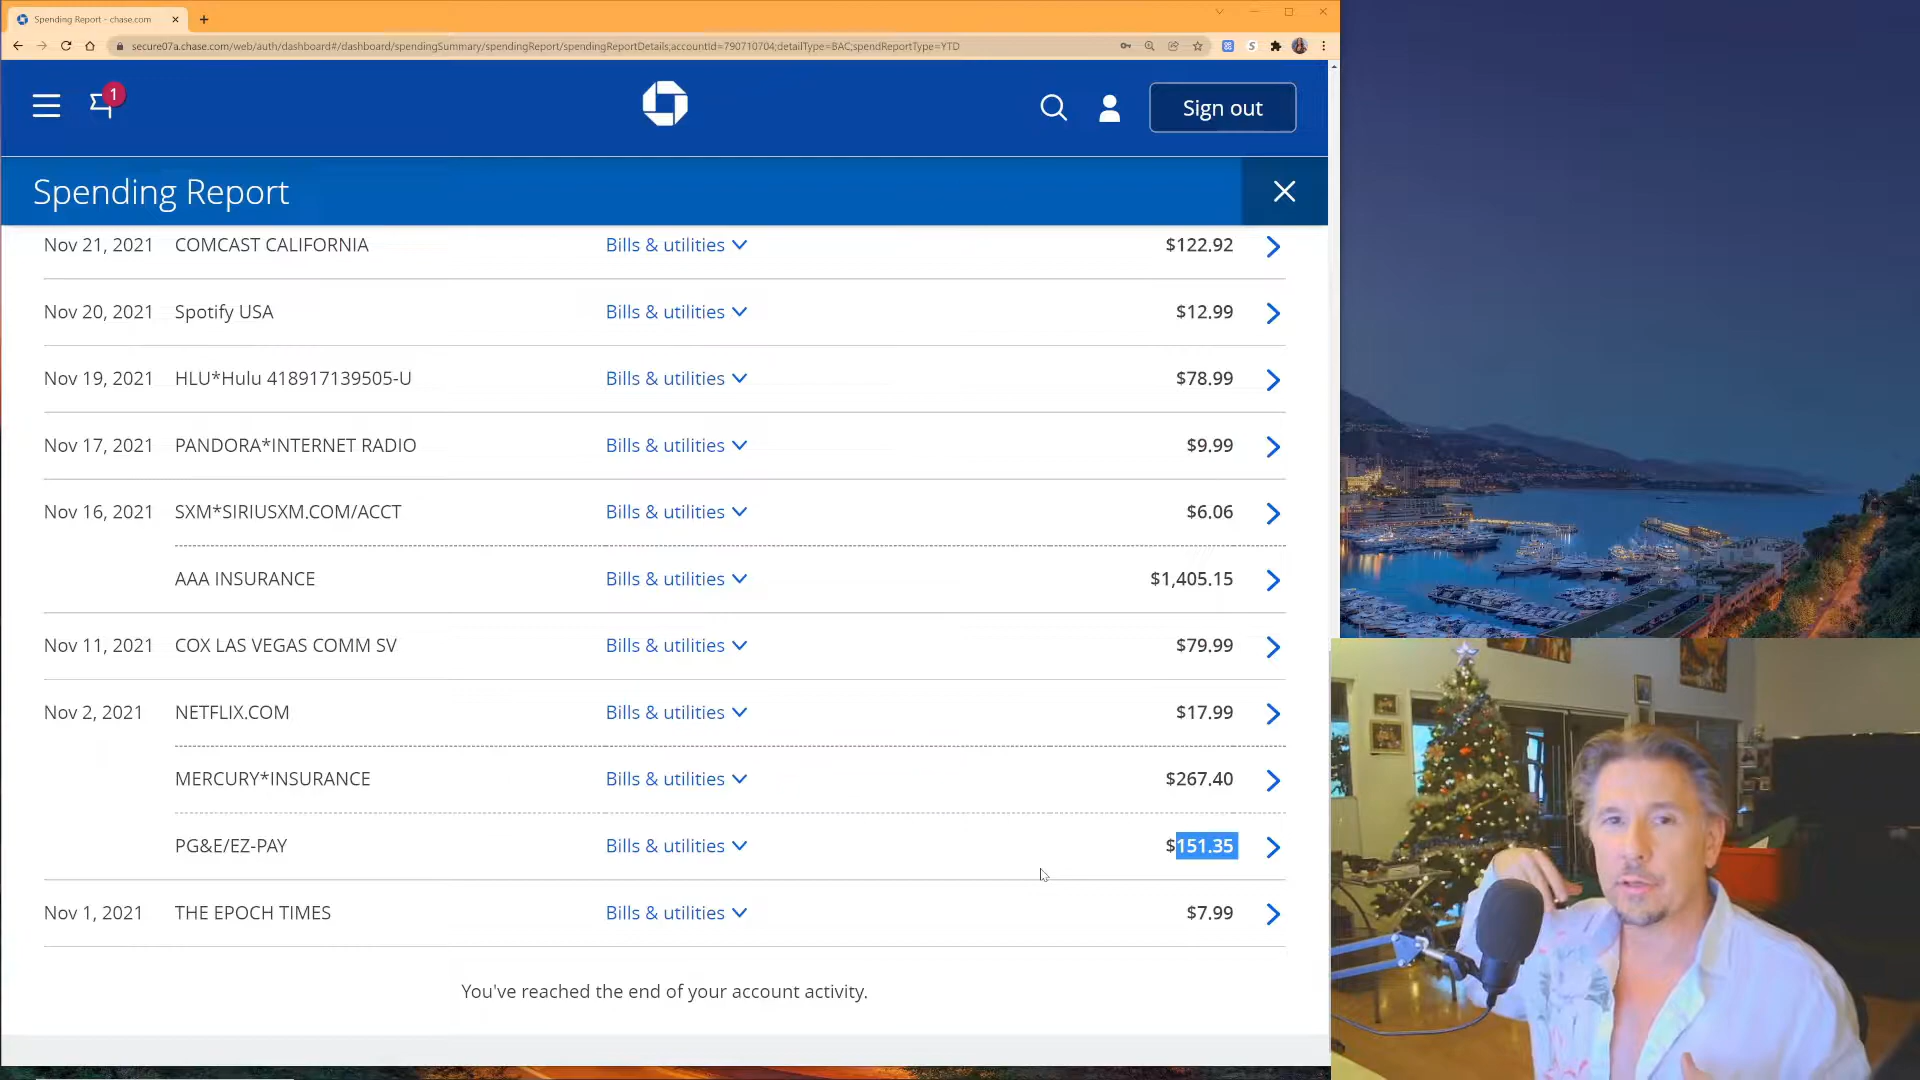 Spending Report - chase.com
secure07a.chase.com/web/auth/dashboard#/dashboard/spendingSummary/spendingReport/spendingReportDetails;accountId=790710704;detailType=BAC;spendReportType=YTD
1
Sign out
Spending Report
Nov 21, 2021 COMCAST CALIFORNIA Bills & utilities $122.92
Nov 20, 2021 Spotify USA Bills & utilities $12.99
Nov 19, 2021 HLU*Hulu 418917139505-U Bills & utilities $78.99
Nov 17, 2021 PANDORA*INTERNET RADIO Bills & utilities $9.99
Nov 16, 2021 SXM*SIRIUSXM.COM/ACCT Bills & utilities $6.06
AAA INSURANCE Bills & utilities $1,405.15
Nov 11, 2021 COX LAS VEGAS COMM SV Bills & utilities $79.99
Nov 2, 2021 NETFLIX.COM Bills & utilities $17.99
MERCURY*INSURANCE Bills & utilities $267.40
PG&E/EZ-PAY Bills & utilities $151.35
Nov 1, 2021 THE EPOCH TIMES Bills & utilities $7.99
You've reached the end of your account activity.